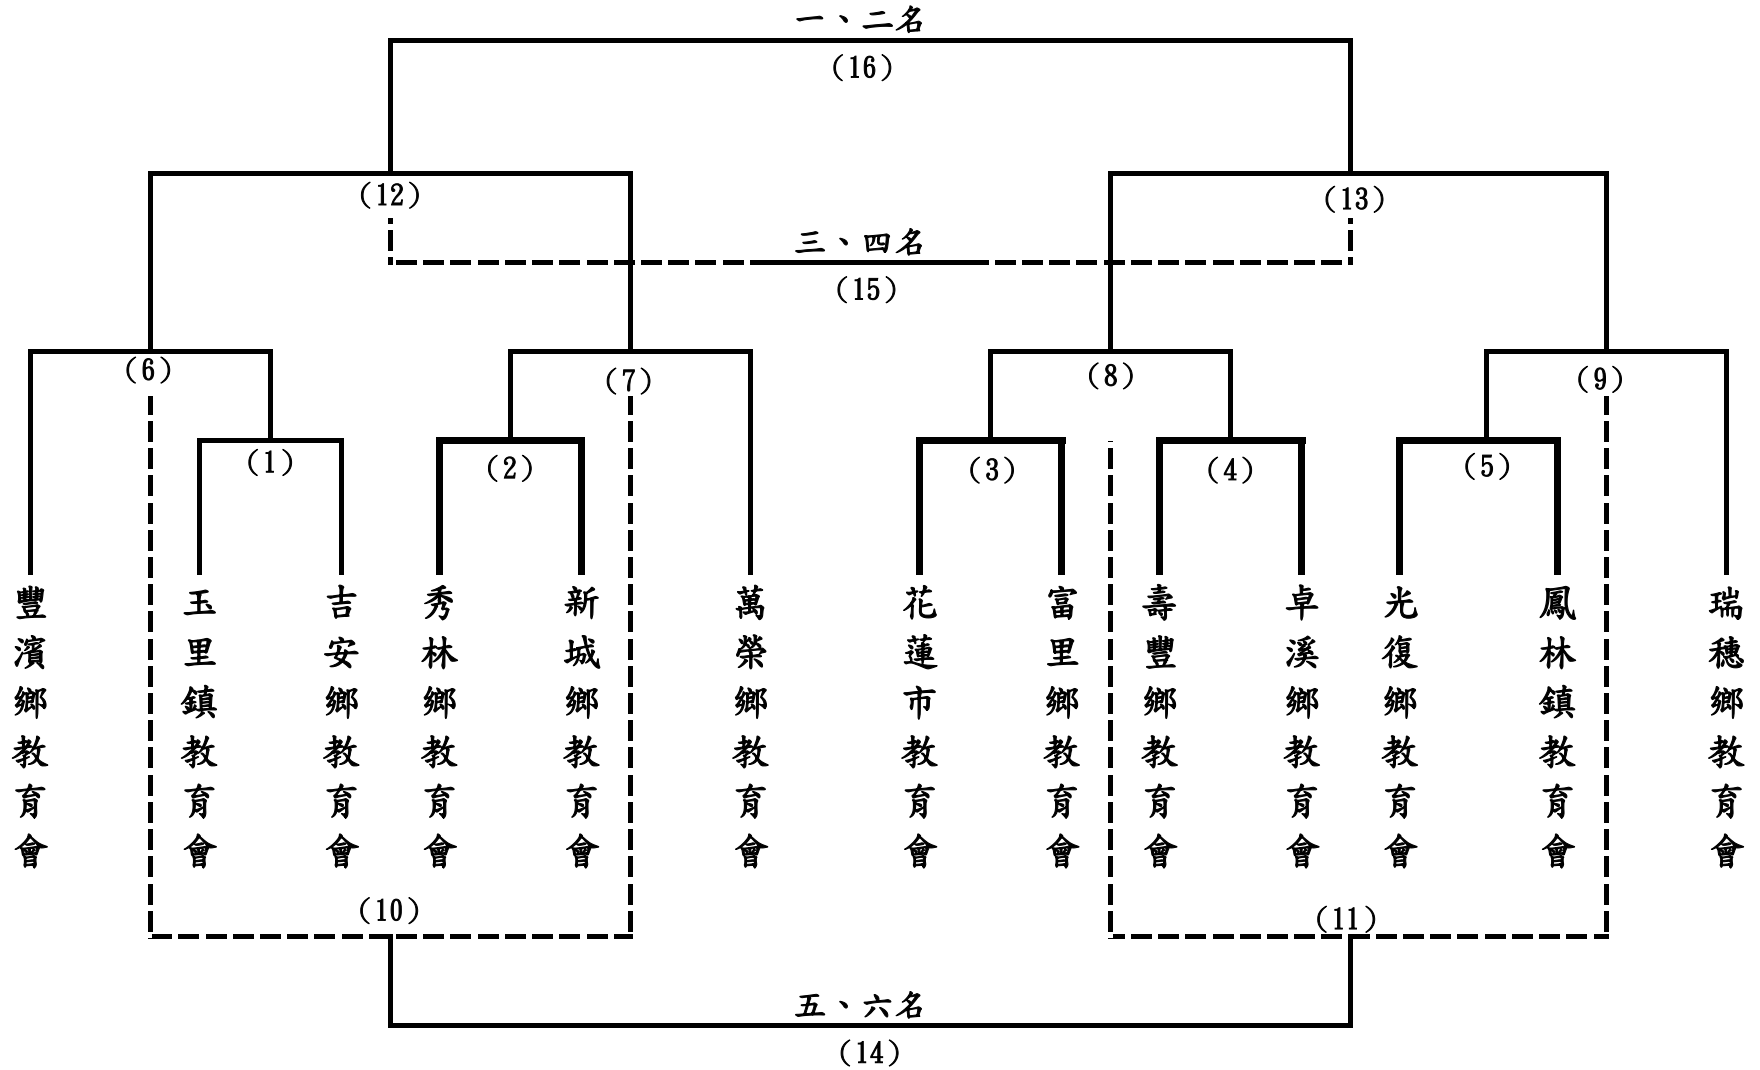 一、二名
(16)
(12)
(13)
三、四名
(15)
(6)
(7)
(8)
(9)
(1)
(2)
(3)
(4)
(5)
豐濱鄉教育會
玉里鎮教育會
吉安鄉教育會
秀林鄉教育會
新城鄉教育會
萬榮鄉教育會
花蓮市教育會
富里鄉教育會
壽豐鄉教育會
卓溪鄉教育會
光復鄉教育會
鳳林鎮教育會
瑞穗鄉教育會
(10)
(11)
五、六名
(14)